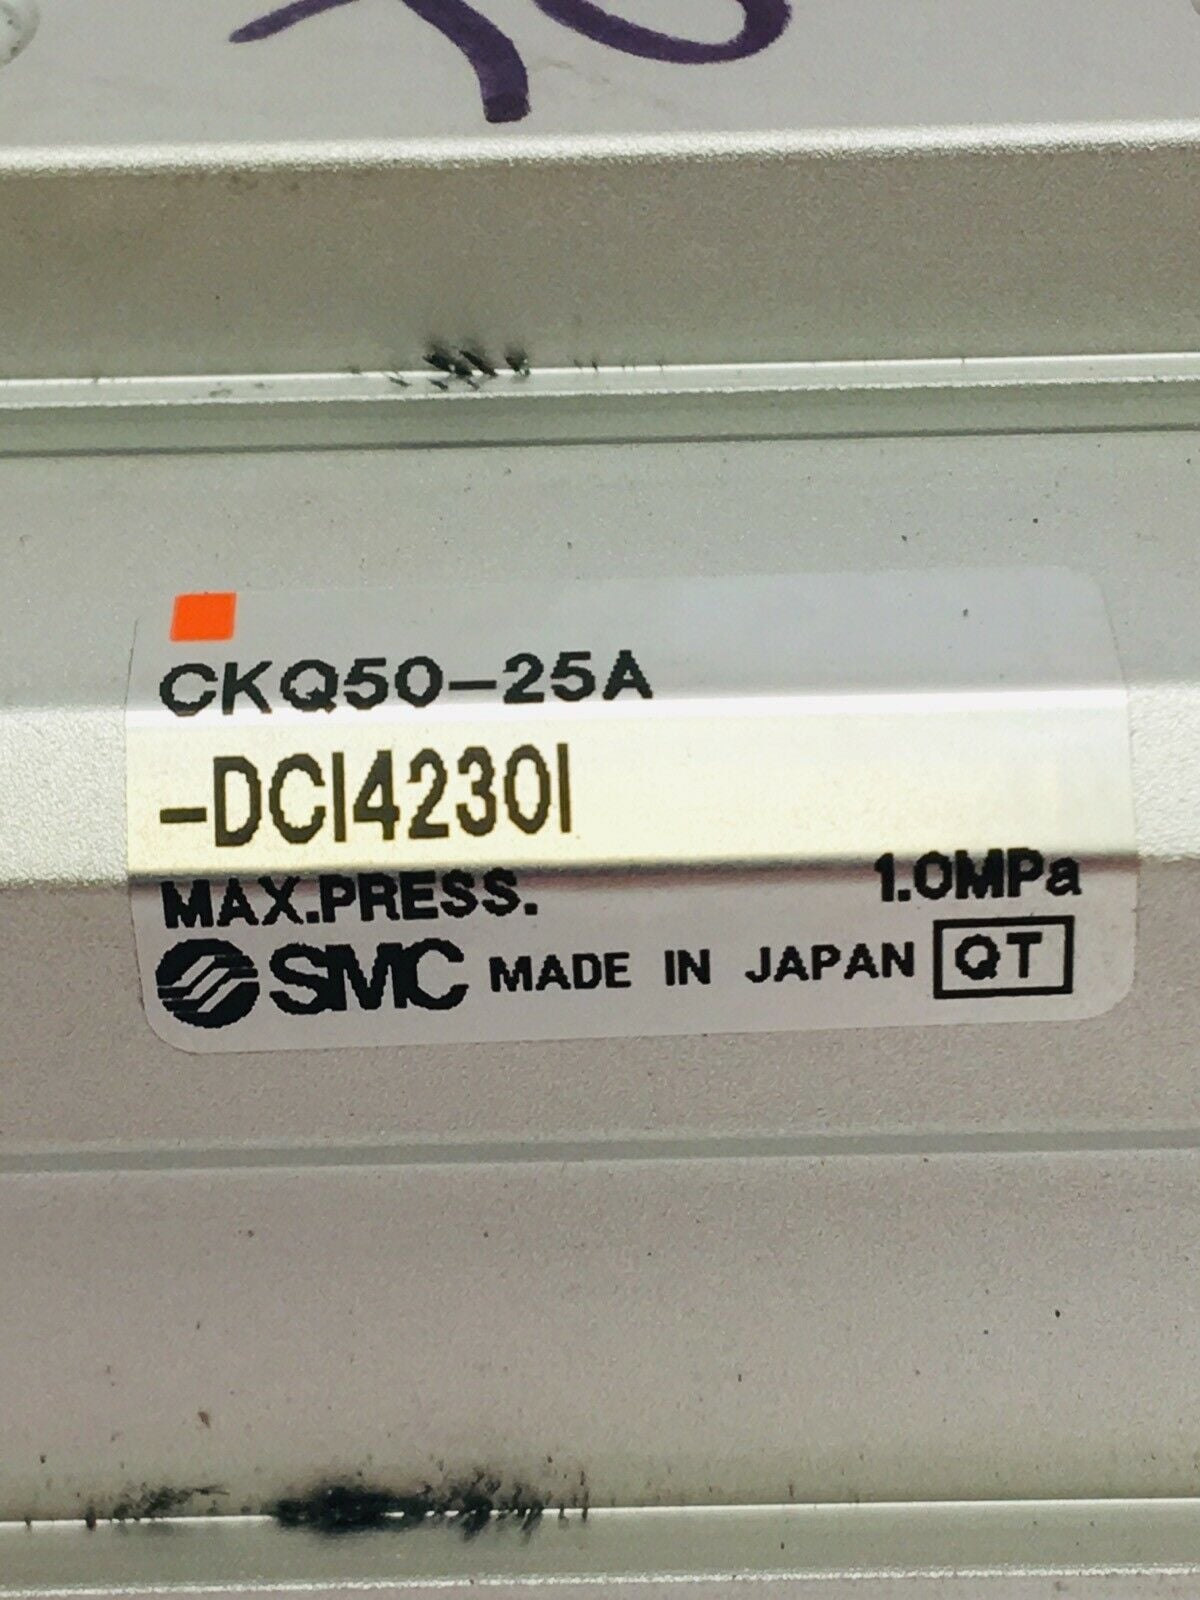 CKQ50-25A
-DCI4230I
MAX.PRESS. 1.0MPa
SMC MADE IN JAPAN QT